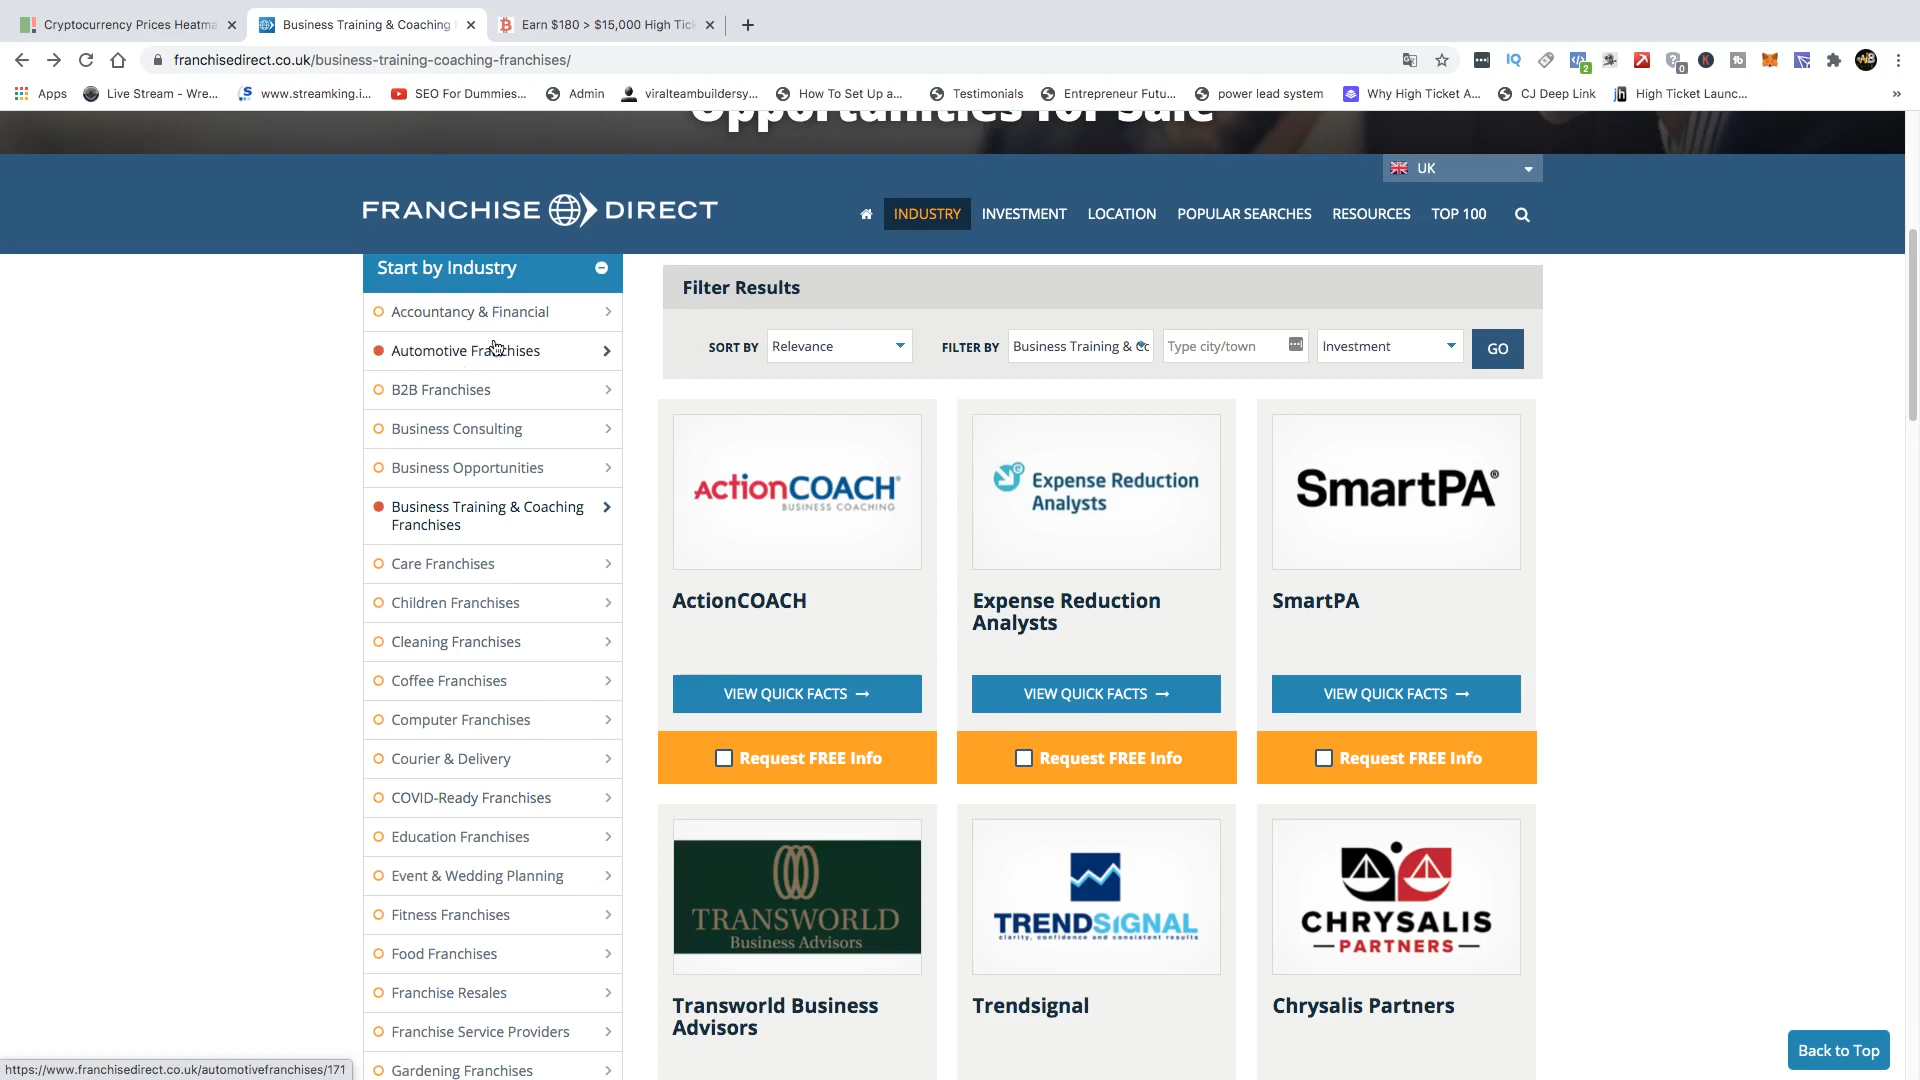 Cryptocurrency Prices Heatma
Business Training & Coaching
Earn $180 > $15,000 High Tick
franchisedirect.co.uk/business-training-coaching-franchises/
Apps
Live Stream - Wre...
www.streamking.i...
SEO For Dummies...
Admin
viralteambuildersy...
How To Set Up a...
Testimonials
Entrepreneur Futu...
power lead system
Why High Ticket A...
CJ Deep Link
High Ticket Launc...
»
Opportunities for Sale
UK
FRANCHISE DIRECT
INDUSTRY
INVESTMENT
LOCATION
POPULAR SEARCHES
RESOURCES
TOP 100
Start by Industry
Accountancy & Financial
Automotive Franchises
B2B Franchises
Business Consulting
Business Opportunities
Business Training & Coaching
Franchises
Care Franchises
Children Franchises
Cleaning Franchises
Coffee Franchises
Computer Franchises
Courier & Delivery
COVID-Ready Franchises
Education Franchises
Event & Wedding Planning
Fitness Franchises
Food Franchises
Franchise Resales
Franchise Service Providers
Gardening Franchises
Filter Results
SORT BY
Relevance
FILTER BY
Business Training & Cc
Type city/town
Investment
GO
ActionCOACH
BUSINESS COACHING
ActionCOACH
VIEW QUICK FACTS →
Request FREE Info
Expense Reduction
Analysts
Expense Reduction
Analysts
VIEW QUICK FACTS →
Request FREE Info
SmartPA®
SmartPA
VIEW QUICK FACTS →
Request FREE Info
TRANSWORLD
Business Advisors
Transworld Business
Advisors
TRENDSIGNAL
clarity, confidence and consistent results
Trendsignal
CHRYSALIS
PARTNERS
Chrysalis Partners
Back to Top
https://www.franchisedirect.co.uk/automotivefranchises/171